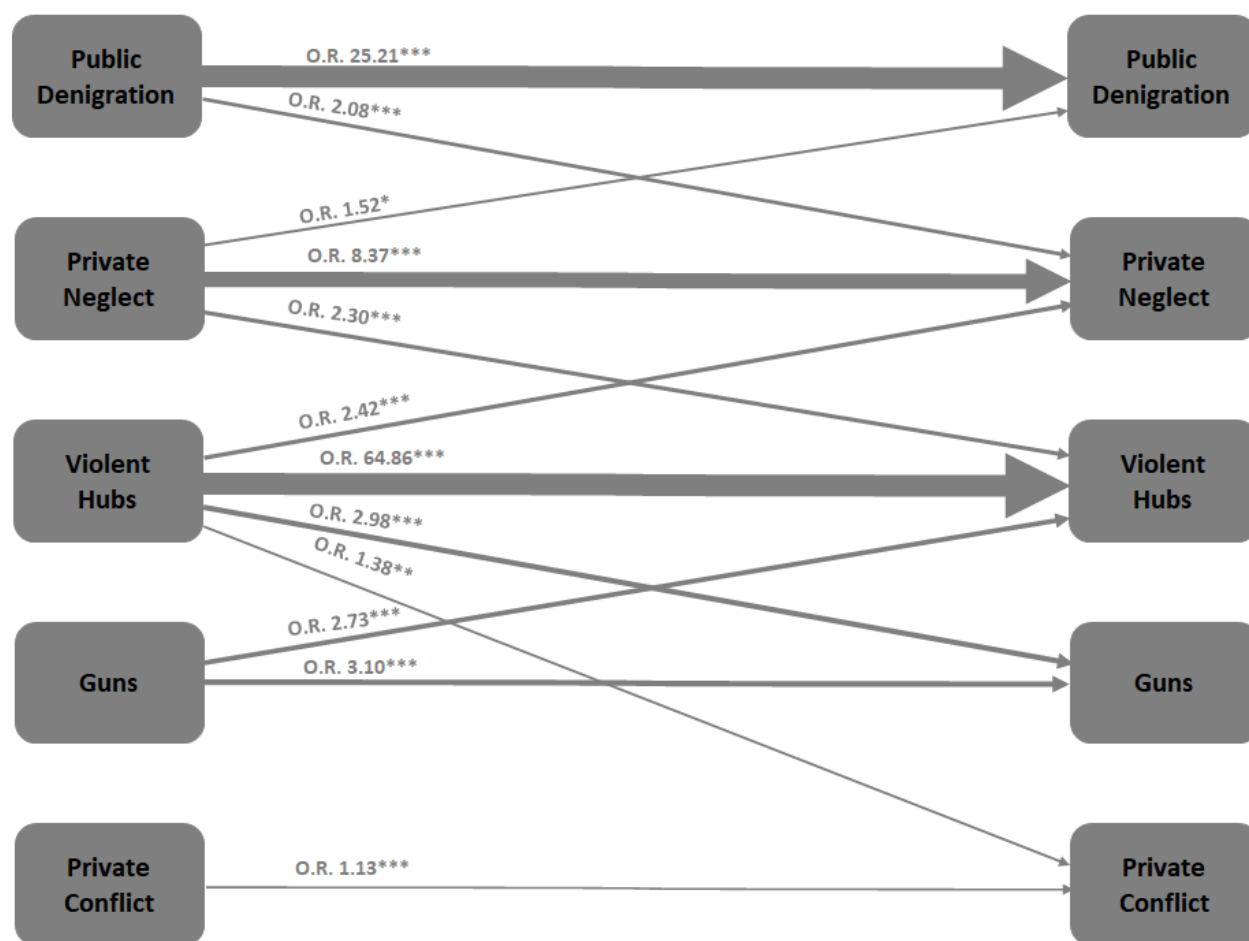 Public
Denigration
O.R. 25.21***
O.R. 2.08***
Public
Denigration
Private
Neglect
O.R. 1.52*
O.R. 8.37***
O.R. 2.30***
Private
Neglect
Violent
Hubs
O.R. 2.42***
O.R. 64.86***
O.R. 2.98***
O.R. 1.38**
Violent
Hubs
Guns
O.R. 2.73***
O.R. 3.10***
Guns
Private
Conflict
O.R. 1.13***
Private
Conflict